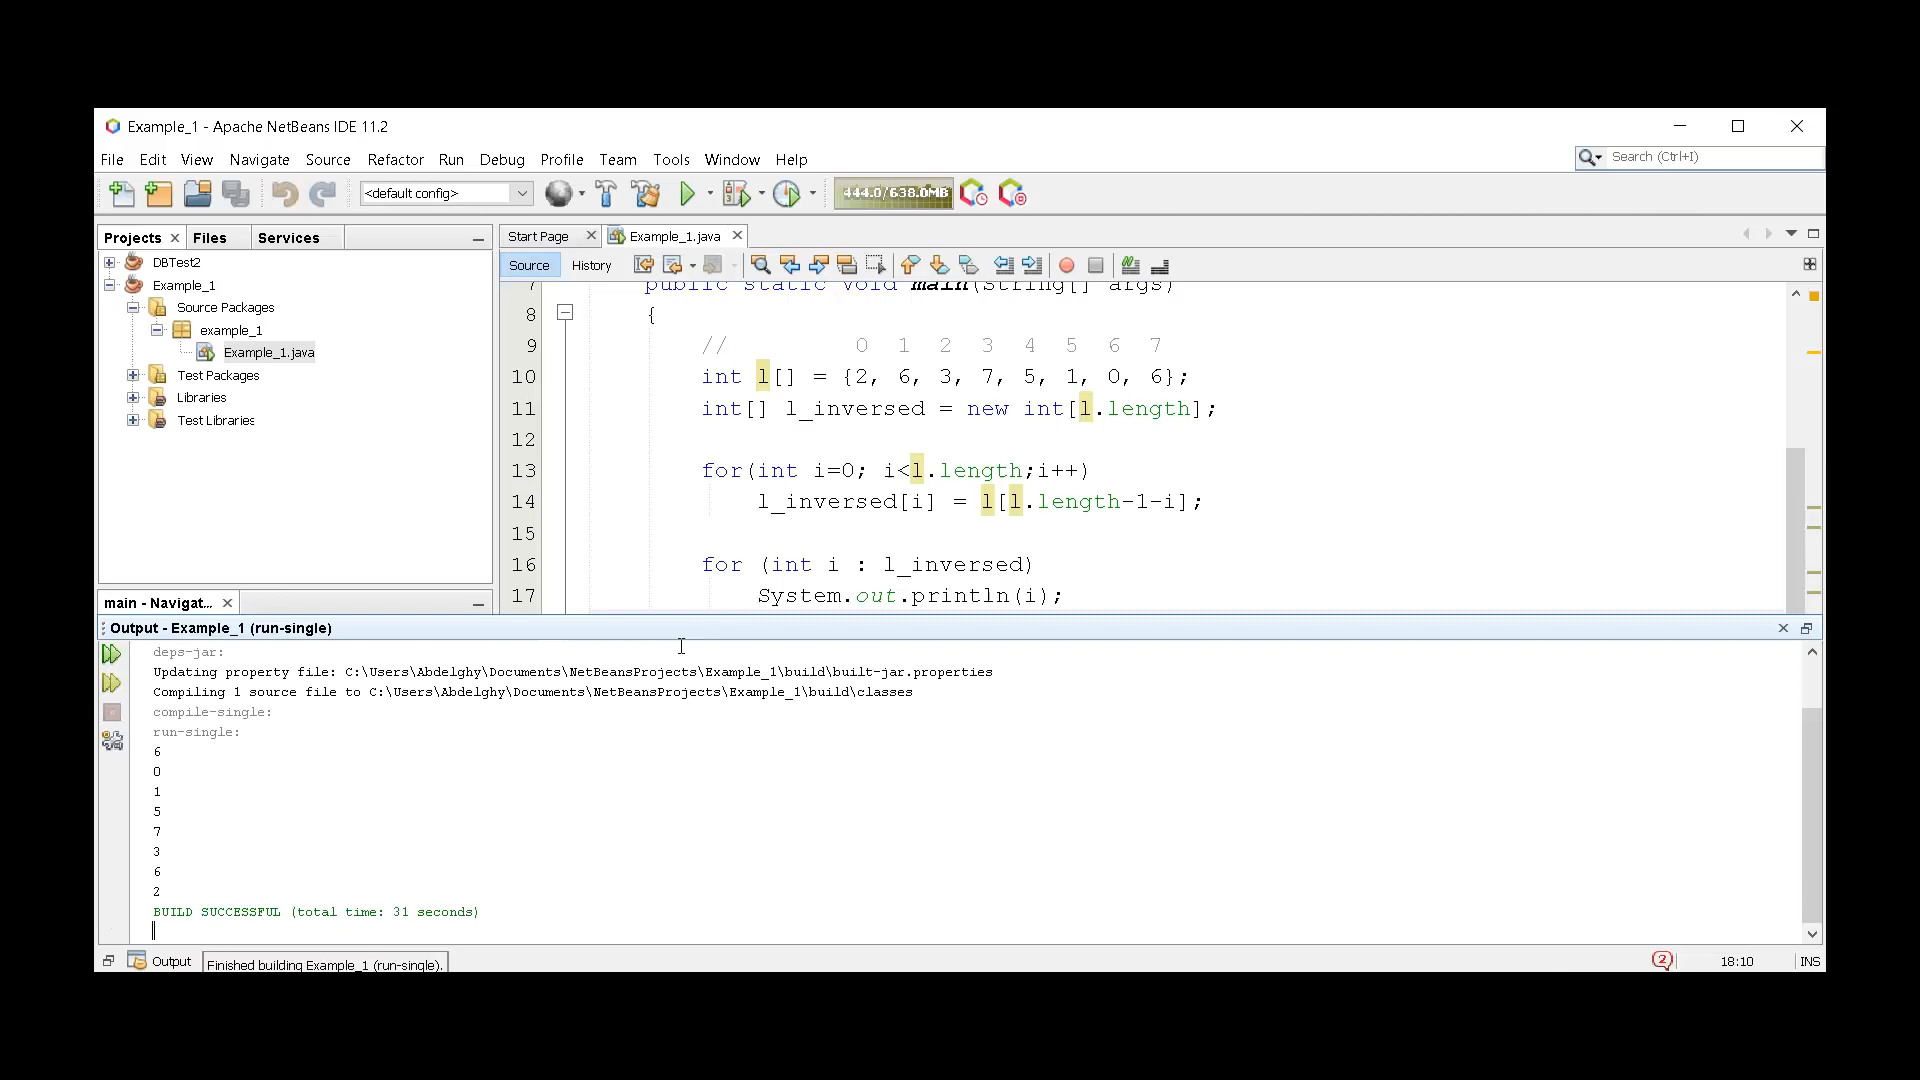 Example_1 - Apache NetBeans IDE 11.2
File Edit View Navigate Source Refactor Run Debug Profile Team Tools Window Help
Search (Ctrl+I)
<default config>
444.0/638.0MB
Projects Files Services
DBTest2
Example_1
Source Packages
example_1
Example_1.java
Test Packages
Libraries
Test Libraries
main - Navigat...
Start Page Example_1.java
Source History
7 public static void main(String[] args)
8 {
9 // 0 1 2 3 4 5 6 7
10 int l[] = {2, 6, 3, 7, 5, 1, 0, 6};
11 int[] l_inversed = new int[l.length];
12
13 for(int i=0; i<l.length;i++)
14 l_inversed[i] = l[l.length-1-i];
15
16 for (int i : l_inversed)
17 System.out.println(i);
Output - Example_1 (run-single)
deps-jar:
Updating property file: C:\Users\Abdelghy\Documents\NetBeansProjects\Example_1\build\built-jar.properties
Compiling 1 source file to C:\Users\Abdelghy\Documents\NetBeansProjects\Example_1\build\classes
compile-single:
run-single:
6
0
1
5
7
3
6
2
BUILD SUCCESSFUL (total time: 31 seconds)
Output Finished building Example_1 (run-single).
2 18:10 INS